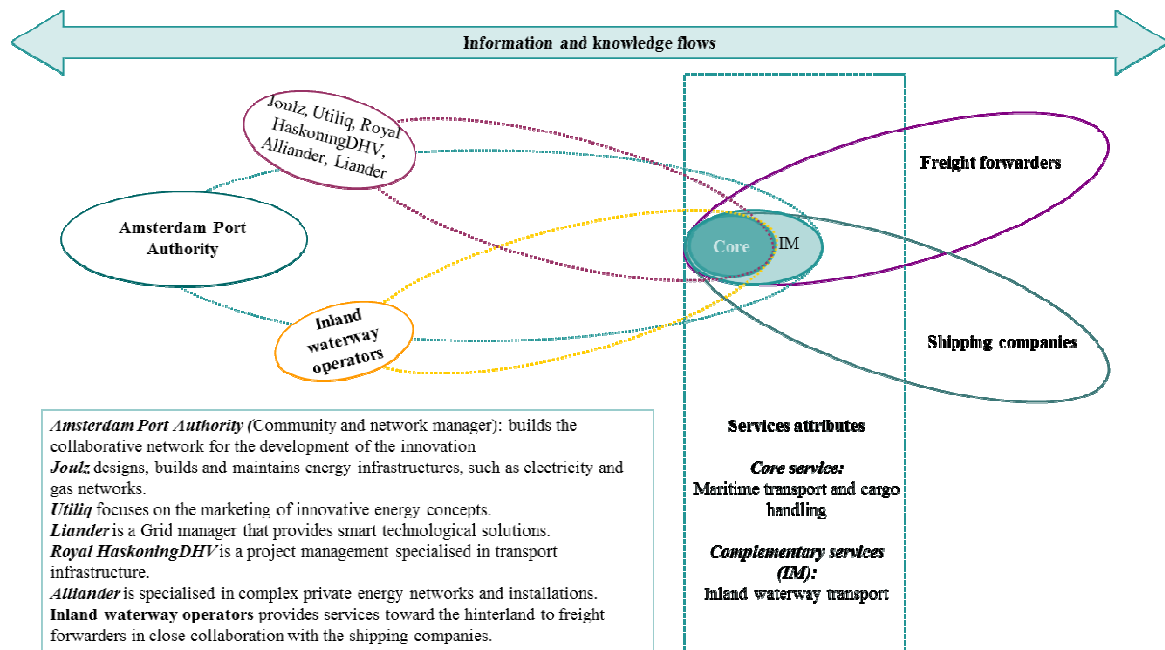 Information and knowledge flows
Joulz, Utiliq, Royal
HaskoningDHV,
Alliander, Liander
Freight forwarders
Amsterdam Port
Authority
Core
IM
Inland
waterway
operators
Shipping companies
Amsterdam Port Authority (Community and network manager): builds the
collaborative network for the development of the innovation
Joulz designs, builds and maintains energy infrastructures, such as electricity and
gas networks.
Utiliq focuses on the marketing of innovative energy concepts.
Liander is a Grid manager that provides smart technological solutions.
Royal HaskoningDHV is a project management specialised in transport
infrastructure.
Alliander is specialised in complex private energy networks and installations.
Inland waterway operators provides services toward the hinterland to freight
forwarders in close collaboration with the shipping companies.
Services attributes
Core service:
Maritime transport and cargo
handling
Complementary services
(IM):
Inland waterway transport